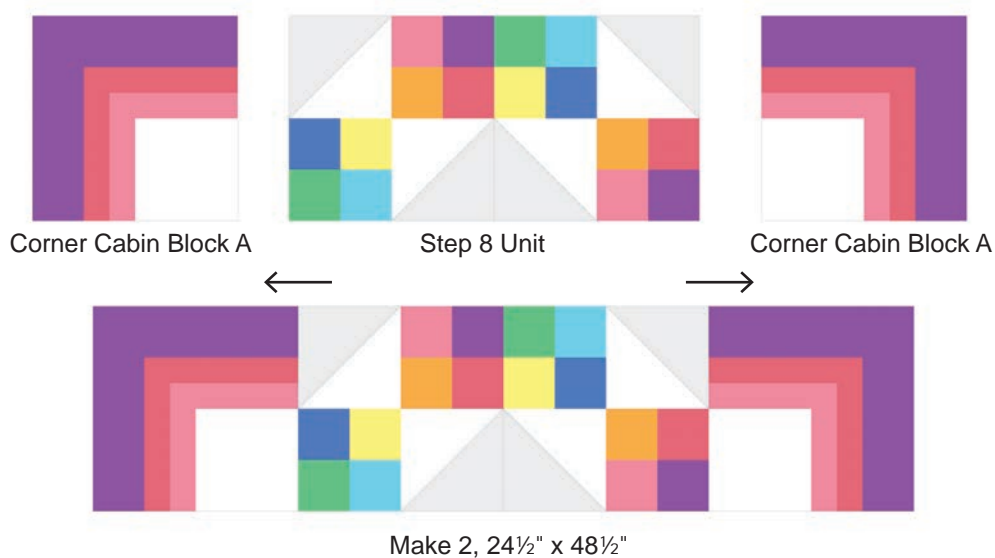 Corner Cabin Block A
Step 8 Unit
Corner Cabin Block A
Make 2, 24½" x 48½"